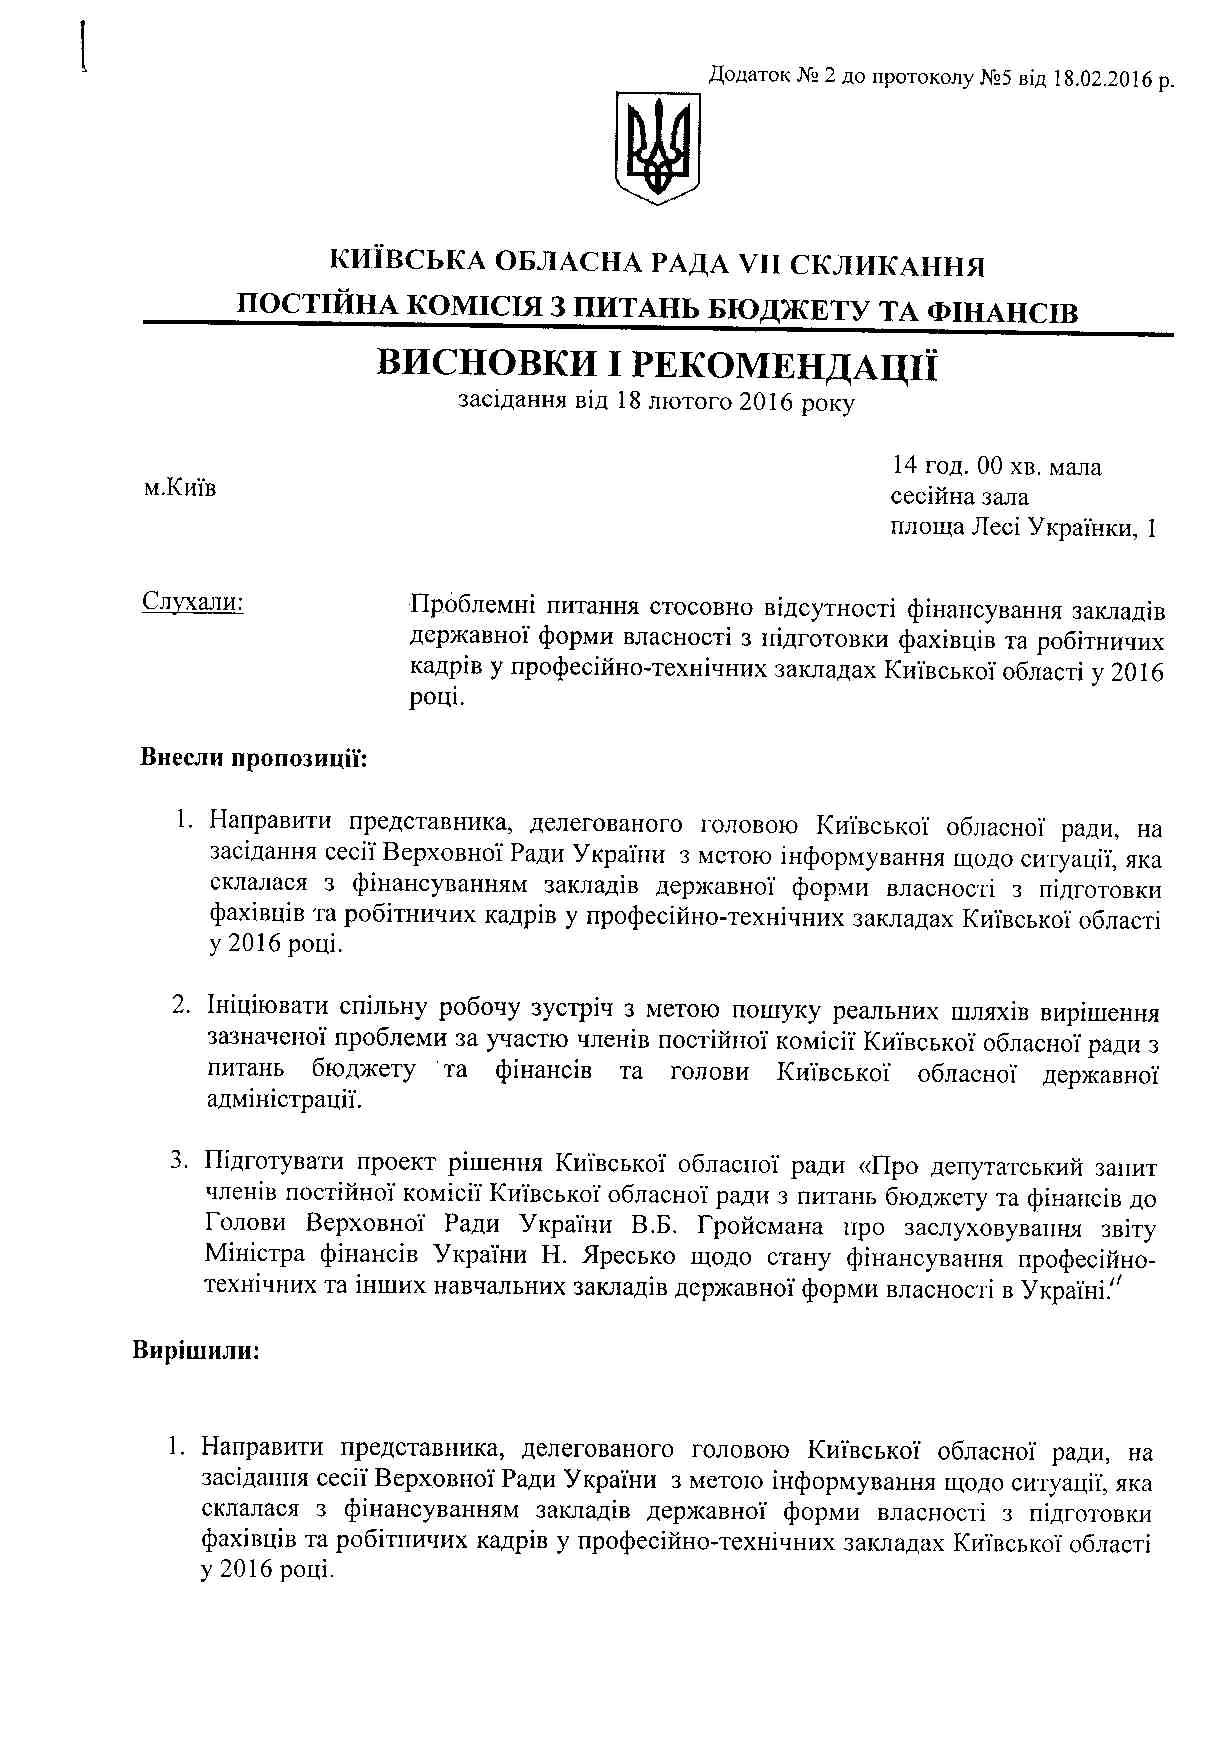 Додаток № 2 до протоколу №5 від 18.02.2016 р.
КИЇВСЬКА ОБЛАСНА РАДА VII СКЛИКАННЯ
ПОСТІЙНА КОМІСІЯ З ПИТАНЬ БЮДЖЕТУ ТА ФІНАНСІВ
ВИСНОВКИ І РЕКОМЕНДАЦІЇ
засідання від 18 лютого 2016 року
м.Київ
14 год. 00 хв. мала
сесійна зала
площа Лесі Українки, 1
Слухали:
Проблемні питання стосовно відсутності фінансування закладів
державної форми власності з підготовки фахівців та робітничих
кадрів у професійно-технічних закладах Київської області у 2016
році.
Внесли пропозиції:
1. Направити представника, делегованого головою Київської обласної ради, на
засідання сесії Верховної Ради України з метою інформування щодо ситуації, яка
склалася з фінансуванням закладів державної форми власності з підготовки
фахівців та робітничих кадрів у професійно-технічних закладах Київської області
у 2016 році.
2. Ініціювати спільну робочу зустріч з метою пошуку реальних шляхів вирішення
зазначеної проблеми за участю членів постійної комісії Київської обласної ради з
питань бюджету та фінансів та голови Київської обласної державної
адміністрації.
3. Підготувати проект рішення Київської обласної ради «Про депутатський запит
членів постійної комісії Київської обласної ради з питань бюджету та фінансів до
Голови Верховної Ради України В.Б. Гройсмана про заслуховування звіту
Міністра фінансів України Н. Яресько щодо стану фінансування професійно-
технічних та інших навчальних закладів державної форми власності в Україні."
Вирішили:
1. Направити представника, делегованого головою Київської обласної ради, на
засідання сесії Верховної Ради України з метою інформування щодо ситуації, яка
склалася з фінансуванням закладів державної форми власності з підготовки
фахівців та робітничих кадрів у професійно-технічних закладах Київської області
у 2016 році.